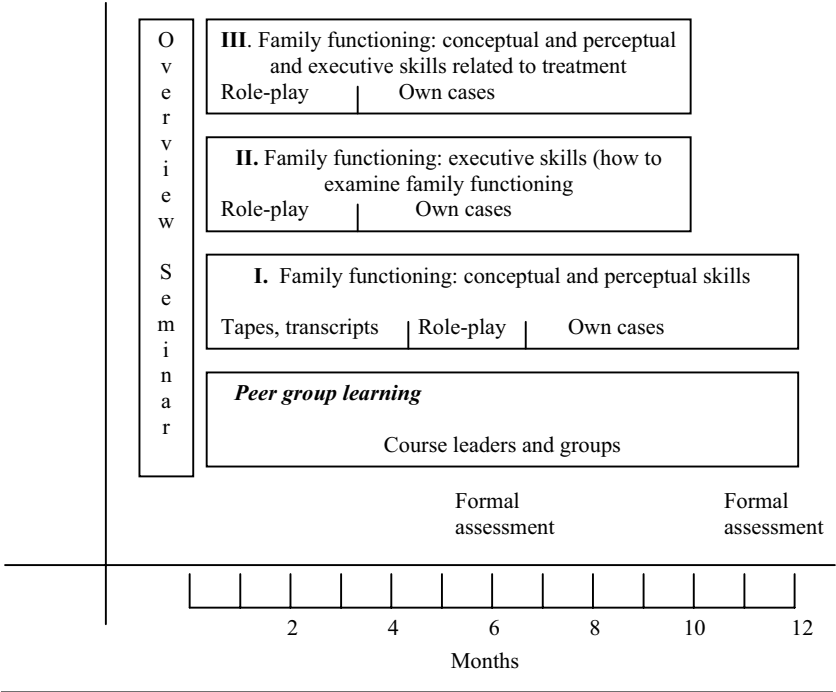 Overview Seminar
III. Family functioning: conceptual and perceptual
and executive skills related to treatment
Role-play Own cases
II. Family functioning: executive skills (how to
examine family functioning
Role-play Own cases
I. Family functioning: conceptual and perceptual skills
Tapes, transcripts Role-play Own cases
Peer group learning
Course leaders and groups
Formal
assessment
Formal
assessment
2 4 6 8 10 12
Months